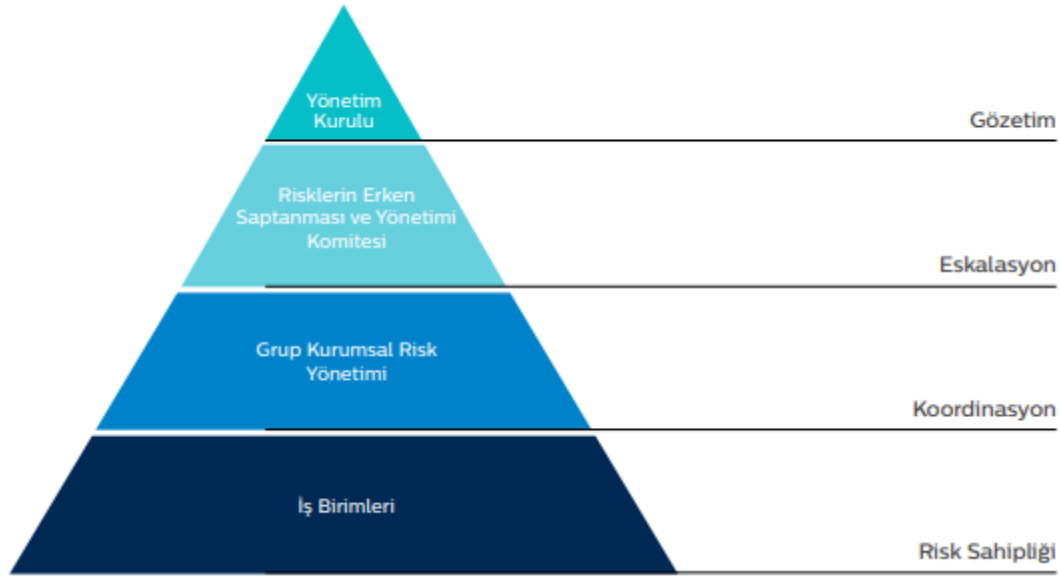 Yönetim
Kurulu
Gözetim
Risklerin Erken
Saptanması ve Yönetimi
Komitesi
Eskalasyon
Grup Kurumsal Risk
Yönetimi
Koordinasyon
İş Birimleri
Risk Sahipliği